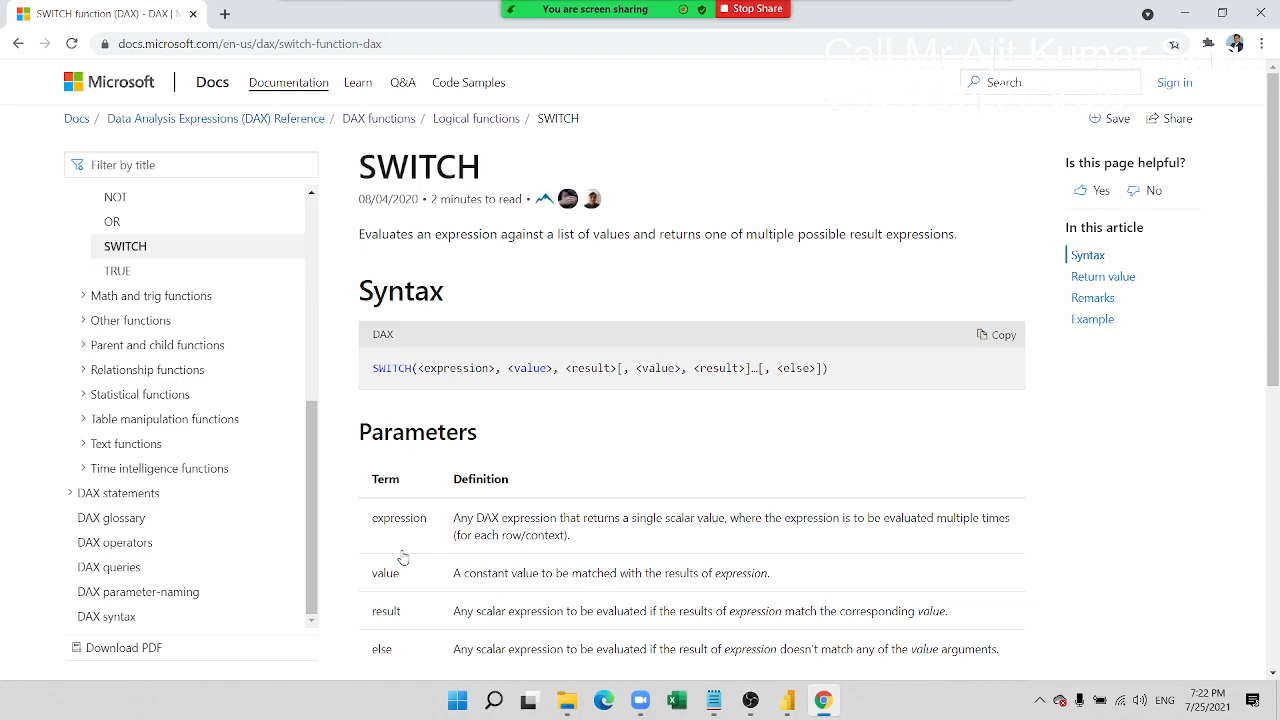 SWITCH function (DAX) - DAX | M
You are screen sharing
Stop Share
docs.microsoft.com/en-us/dax/switch-function-dax
Call Mr Ajit Kumar
Microsoft
Docs
Documentation
Learn
Q&A
Code Samples
Search
Sign in
Docs / Data Analysis Expressions (DAX) Reference / DAX functions / Logical functions / SWITCH
Save
Share
Filter by title
NOT
OR
SWITCH
TRUE
Math and trig functions
Other functions
Parent and child functions
Relationship functions
Statistical functions
Table manipulation functions
Text functions
Time intelligence functions
DAX statements
DAX glossary
DAX operators
DAX queries
DAX parameter-naming
DAX syntax
Download PDF
SWITCH
08/04/2020 • 2 minutes to read •
Evaluates an expression against a list of values and returns one of multiple possible result expressions.
Syntax
DAX
Copy
SWITCH(<expression>, <value>, <result>[, <value>, <result>]…[, <else>])
Parameters
Term Definition
expression Any DAX expression that returns a single scalar value, where the expression is to be evaluated multiple times
(for each row/context).
value A constant value to be matched with the results of expression.
result Any scalar expression to be evaluated if the results of expression match the corresponding value.
else Any scalar expression to be evaluated if the result of expression doesn't match any of the value arguments.
Is this page helpful?
Yes
No
In this article
Syntax
Return value
Remarks
Example
ENG
7:22 PM
7/25/2021